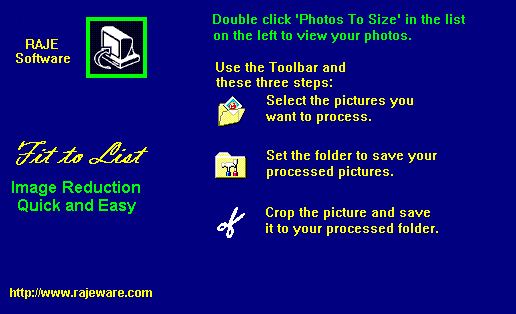 RAJE
Software
Double click 'Photos To Size' in the list
on the left to view your photos.
Use the Toolbar and
these three steps:
Select the pictures you
want to process.
Fit to List
Image Reduction
Quick and Easy
Set the folder to save your
processed pictures.
Crop the picture and save
it to your processed folder.
http://www.rajeware.com